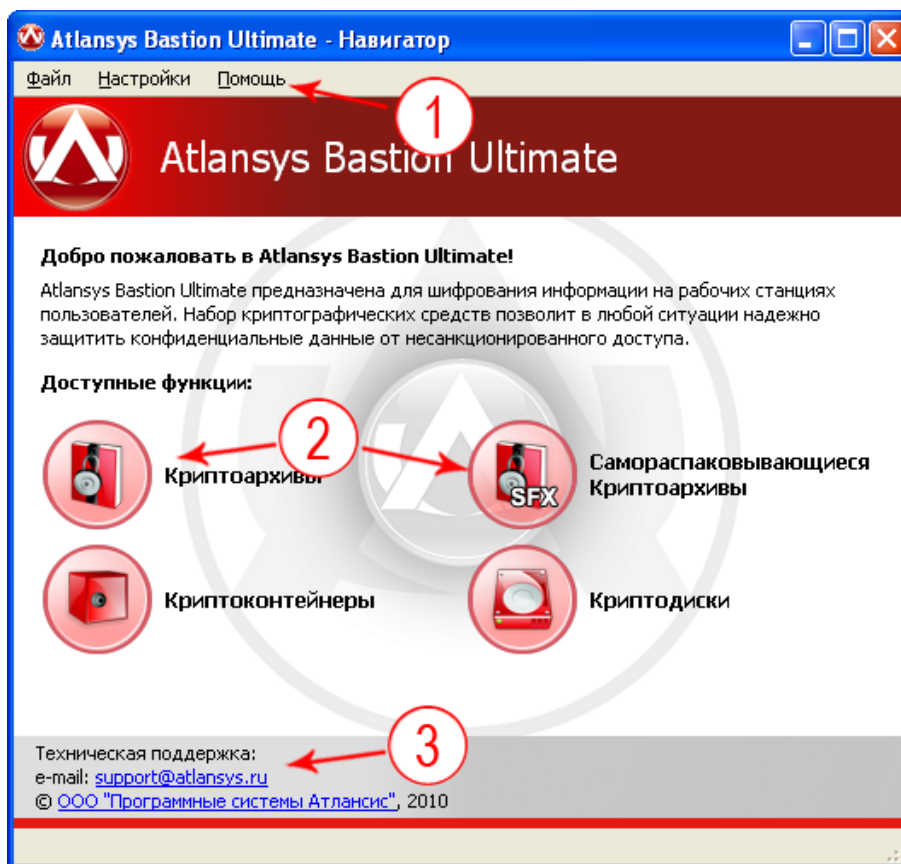 Atlansys Bastion Ultimate - Навигатор
Файл Настройки Помощь
1
Atlansys Bastion Ultimate
Добро пожаловать в Atlansys Bastion Ultimate!
Atlansys Bastion Ultimate предназначена для шифрования информации на рабочих станциях
пользователей. Набор криптографических средств позволит в любой ситуации надежно
защитить конфиденциальные данные от несанкционированного доступа.
Доступные функции:
2
Криптоархивы
SFX
Самораспаковывающиеся
Криптоархивы
Криптоконтейнеры
Криптодиски
3
Техническая поддержка:
e-mail: support@atlansys.ru
© ООО "Программные системы Атлансис", 2010